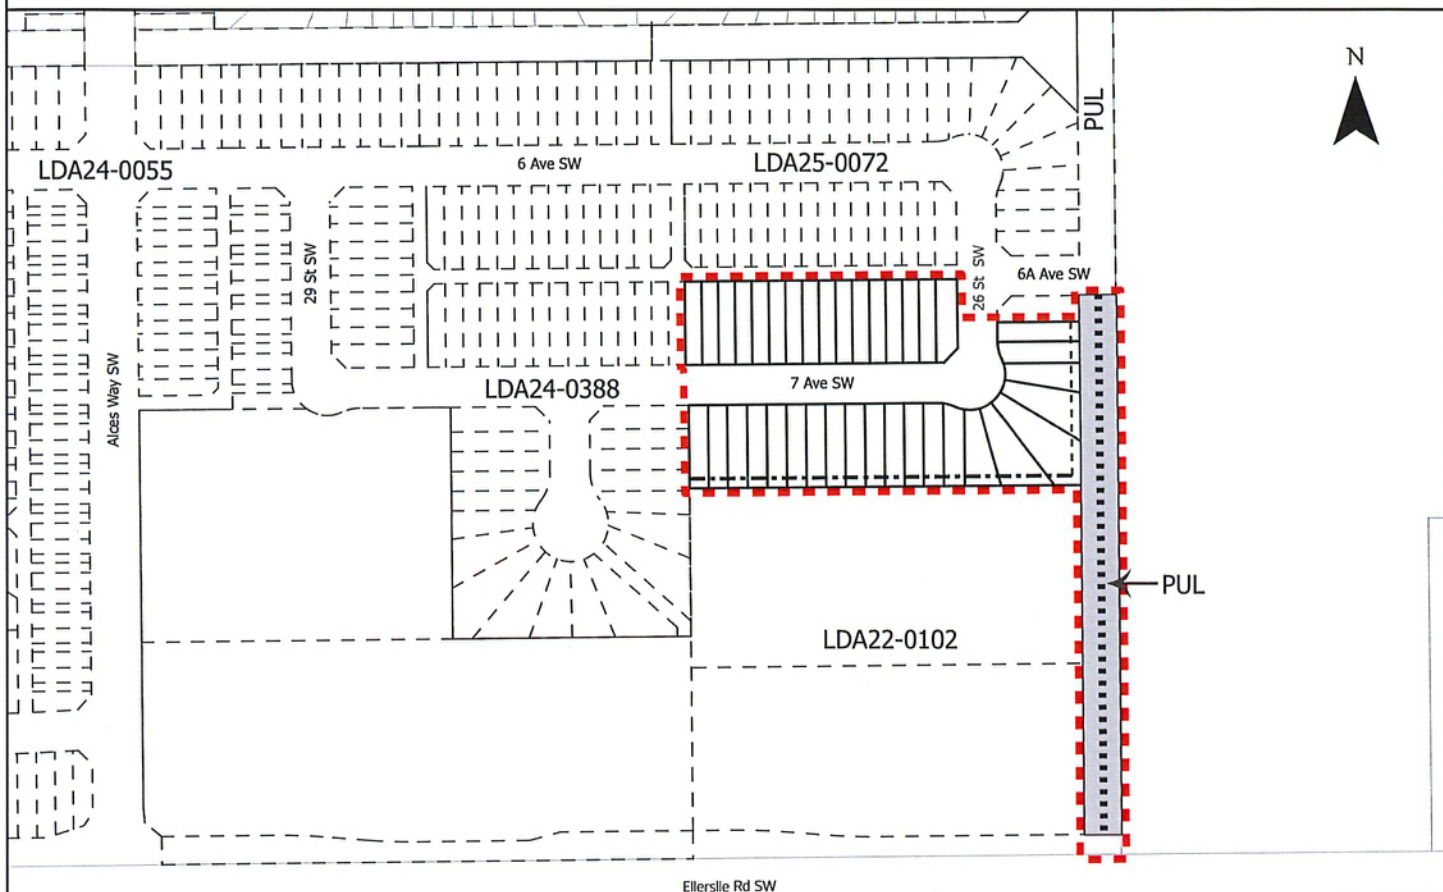 N
PUL
LDA24-0055
6 Ave SW
LDA25-0072
29 St SW
26 St SW
6A Ave SW
Alces Way SW
LDA24-0388
7 Ave SW
PUL
LDA22-0102
Ellerslie Rd SW